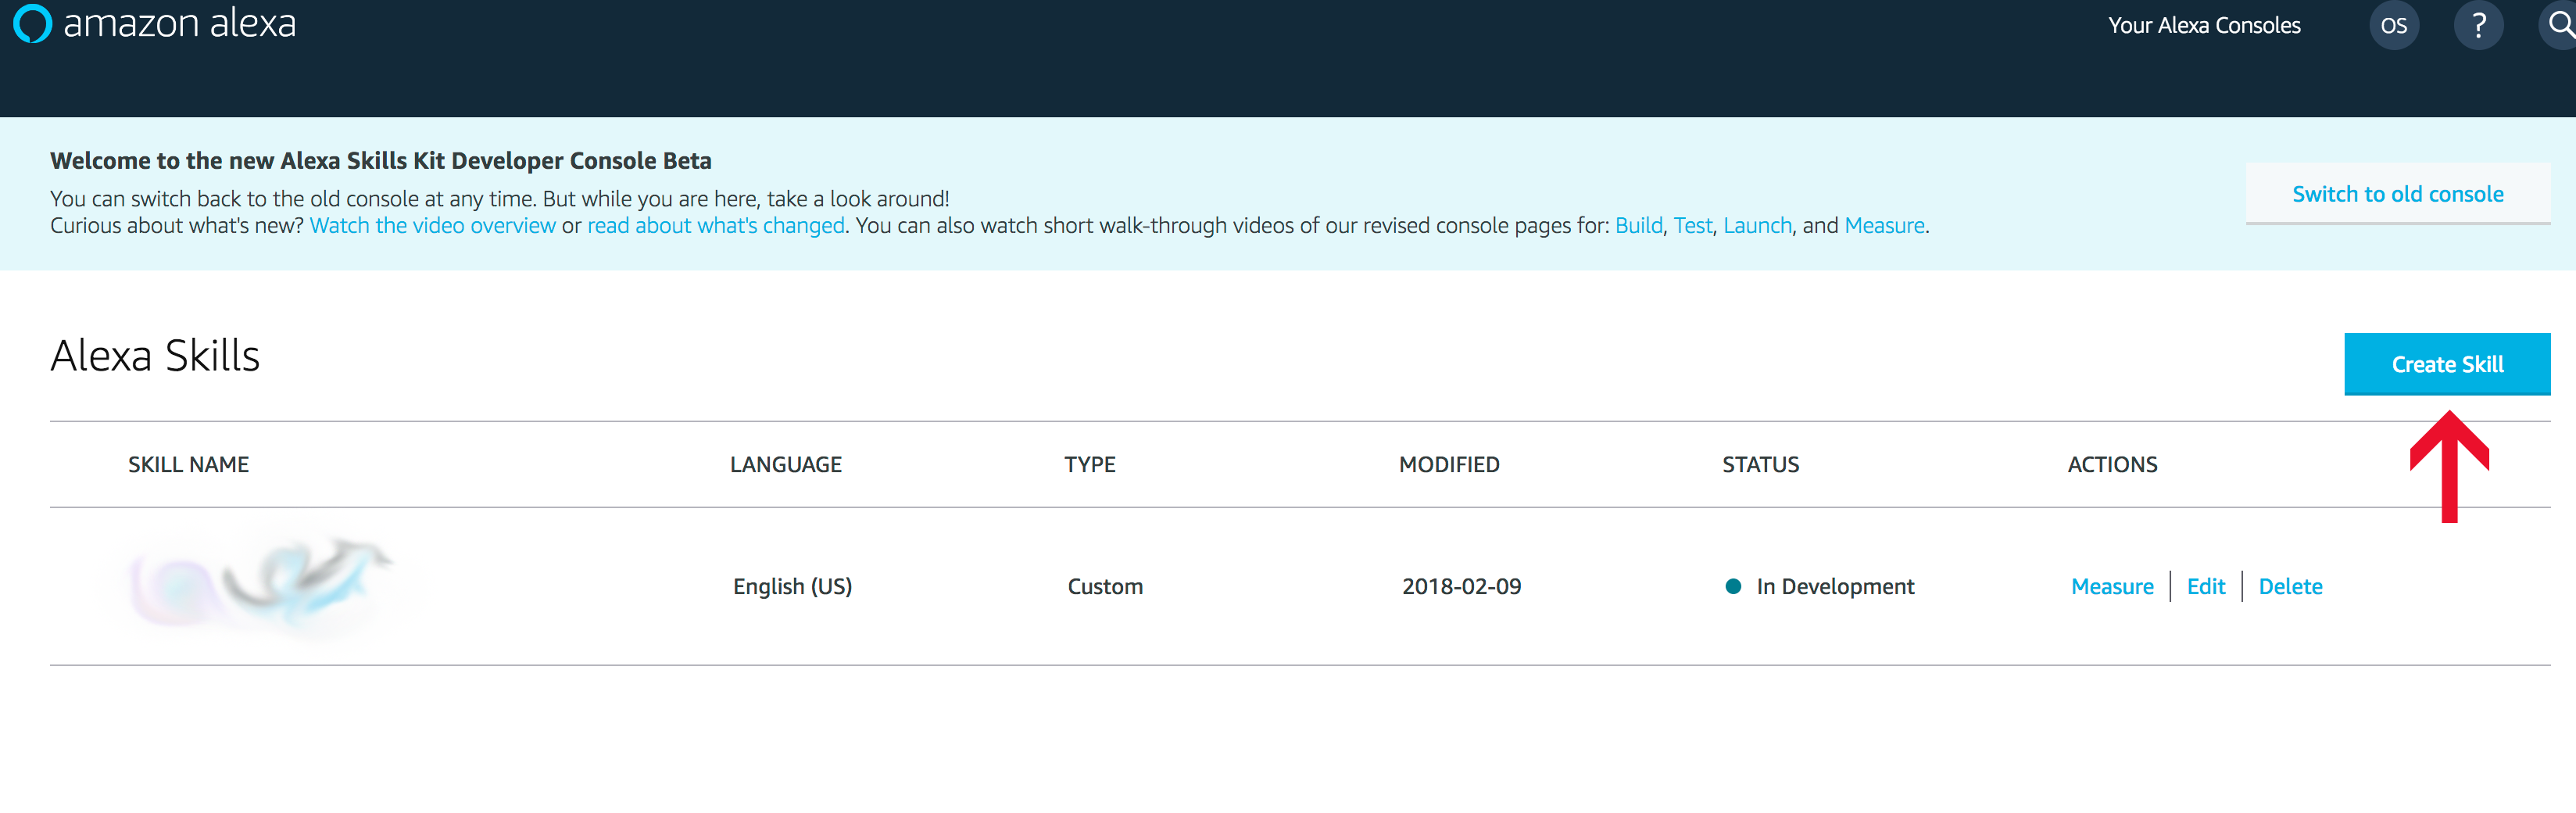 amazon alexa
Your Alexa Consoles
OS
?
Welcome to the new Alexa Skills Kit Developer Console Beta
You can switch back to the old console at any time. But while you are here, take a look around!
Curious about what's new? Watch the video overview or read about what's changed. You can also watch short walk-through videos of our revised console pages for: Build, Test, Launch, and Measure.
Switch to old console
Alexa Skills
Create Skill
SKILL NAME LANGUAGE TYPE MODIFIED STATUS ACTIONS
English (US) Custom 2018-02-09 In Development Measure | Edit | Delete